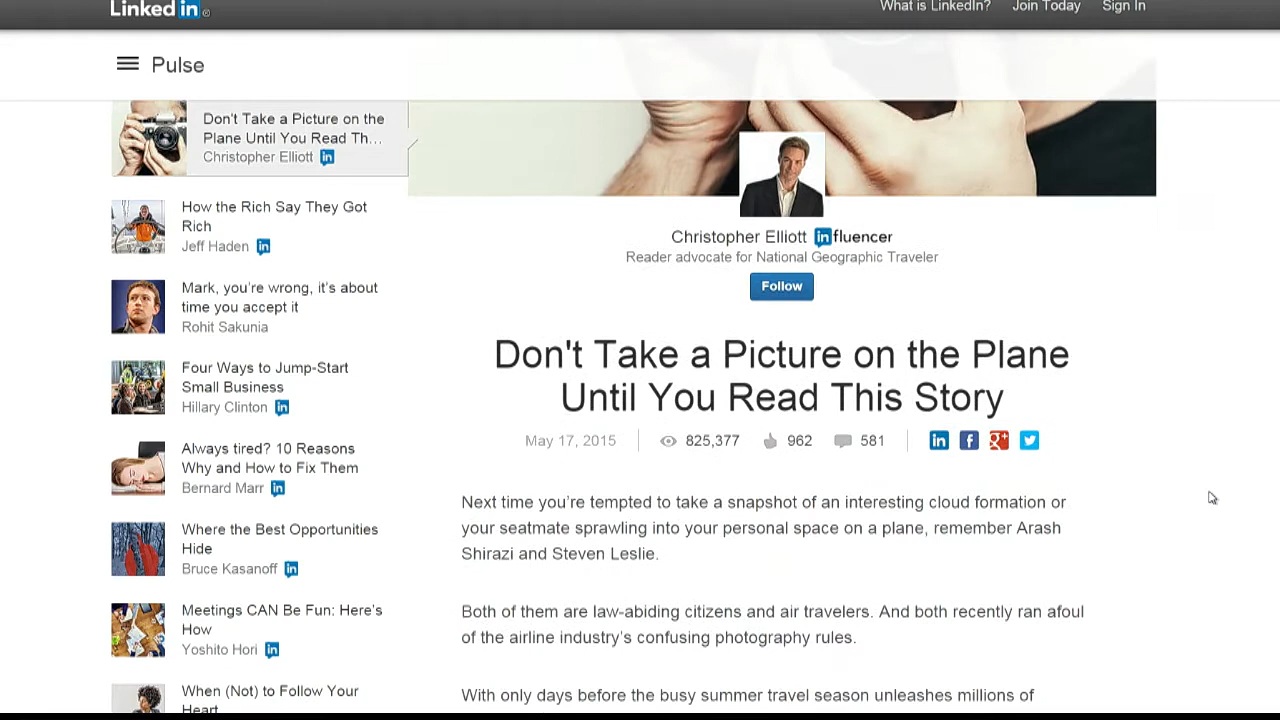 Linked in
What is LinkedIn?
Join Today
Sign In
Pulse
Don't Take a Picture on the
Plane Until You Read Th...
Christopher Elliott in
How the Rich Say They Got
Rich
Jeff Haden in
Mark, you're wrong, it's about
time you accept it
Rohit Sakunia
Four Ways to Jump-Start
Small Business
Hillary Clinton in
Always tired? 10 Reasons
Why and How to Fix Them
Bernard Marr in
Where the Best Opportunities
Hide
Bruce Kasanoff in
Meetings CAN Be Fun: Here's
How
Yoshito Hori in
When (Not) to Follow Your
Heart
Christopher Elliott influencer
Reader advocate for National Geographic Traveler
Follow
Don't Take a Picture on the Plane
Until You Read This Story
May 17, 2015 825,377 962 581 in f g+
Next time you're tempted to take a snapshot of an interesting cloud formation or
your seatmate sprawling into your personal space on a plane, remember Arash
Shirazi and Steven Leslie.
Both of them are law-abiding citizens and air travelers. And both recently ran afoul
of the airline industry's confusing photography rules.
With only days before the busy summer travel season unleashes millions of